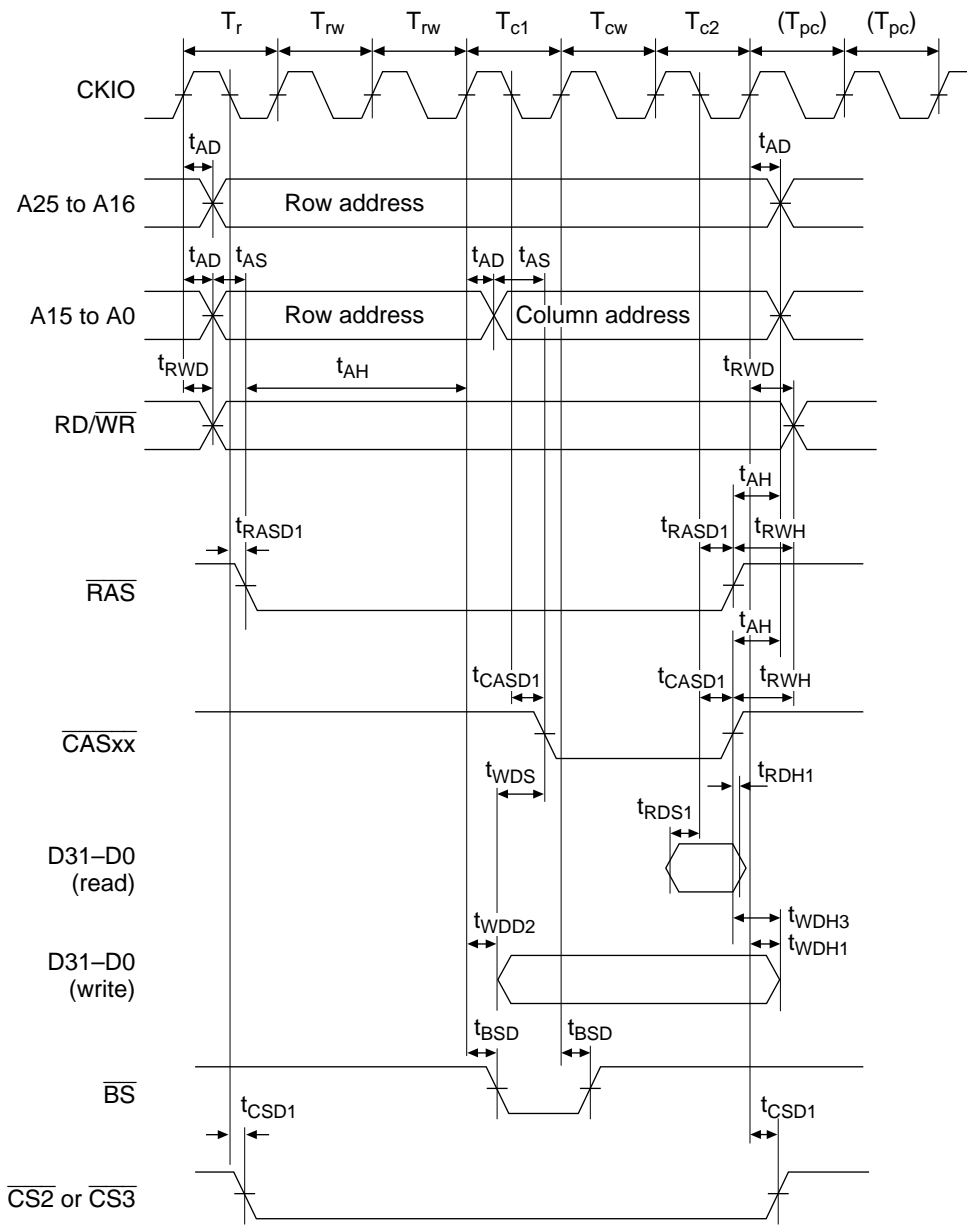 Tr Trw Trw Tc1 Tcw Tc2 (Tpc) (Tpc)
CKIO
tAD tAD
A25 to A16 Row address
tAD tAS tAD tAS
A15 to A0 Row address Column address
tRWD tAH tRWD
RD/WR
tAH
tRASD1 tRASD1 tRWH
RAS
tAH
tCASD1 tCASD1 tRWH
CASxx
tWDS tRDH1
tRDS1
D31–D0
(read)
tWDD2 tWDH3
tWDH1
D31–D0
(write)
tBSD tBSD
BS
tCSD1 tCSD1
CS2 or CS3